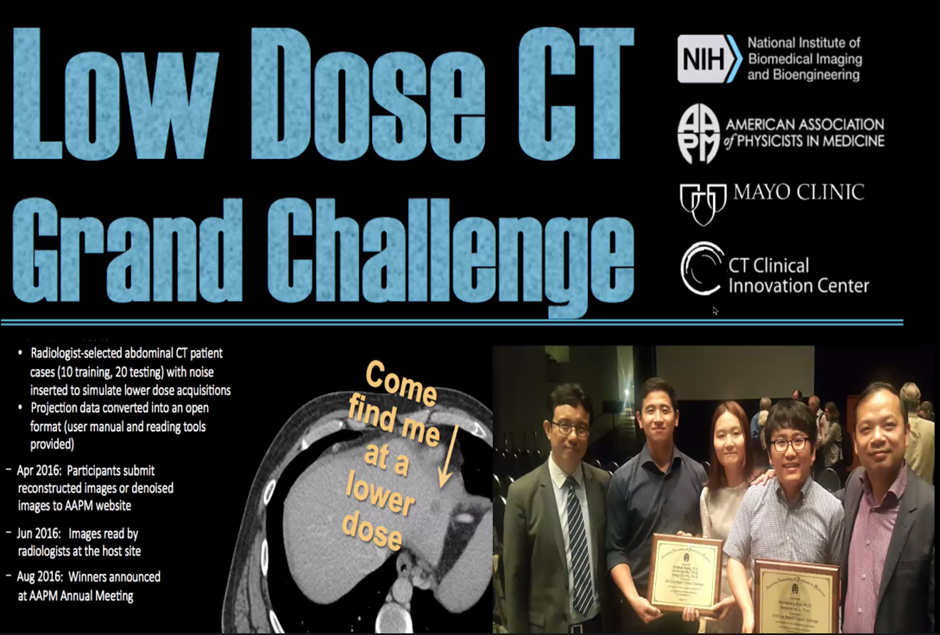 Low Dose CT
Grand Challenge
NIH
National Institute of
Biomedical Imaging
and Bioengineering
AAPM
AMERICAN ASSOCIATION
of PHYSICISTS IN MEDICINE
MAYO CLINIC
CT Clinical
Innovation Center
• Radiologist-selected abdominal CT patient
cases (10 training, 20 testing) with noise
inserted to simulate lower dose acquisitions
• Projection data converted into an open
format (user manual and reading tools
provided)
– Apr 2016: Participants submit
reconstructed images or denoised
images to AAPM website
– Jun 2016: Images read by
radiologists at the host site
– Aug 2016: Winners announced
at AAPM Annual Meeting
Come
find me
at a
lower
dose